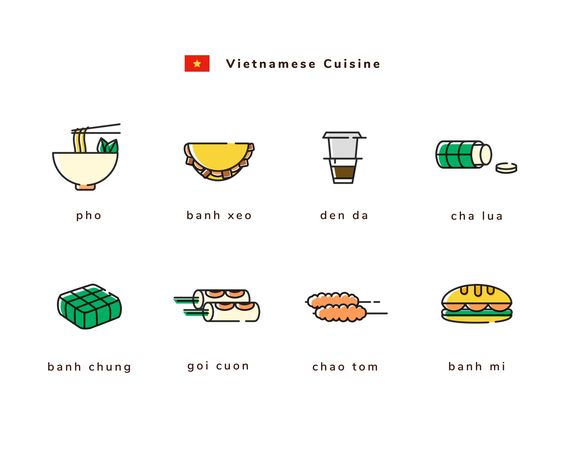 Vietnamese Cuisine
pho
banh xeo
den da
cha lua
banh chung
goi cuon
chao tom
banh mi